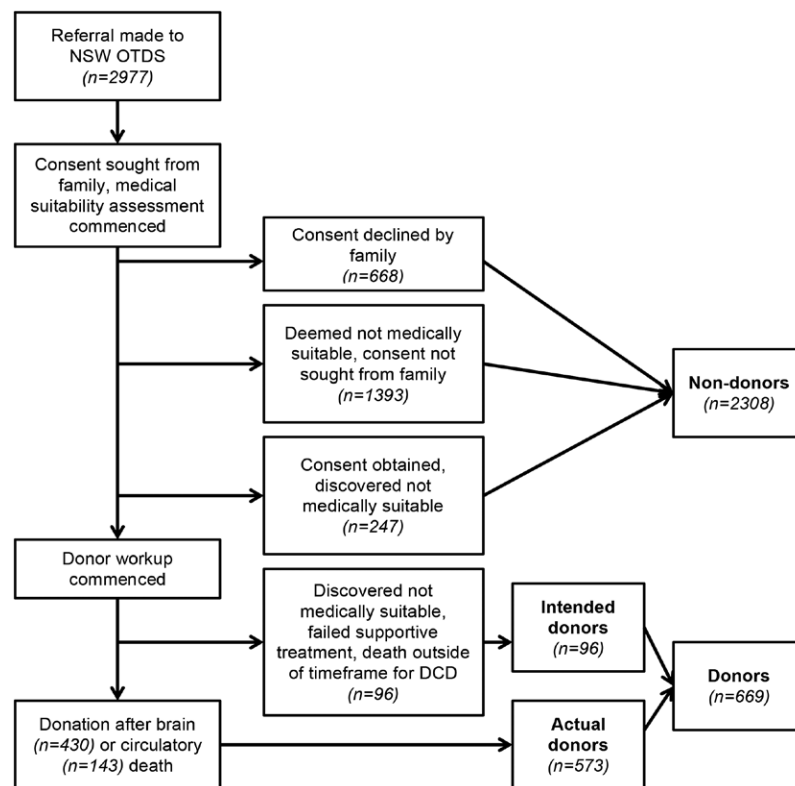 Referral made to
NSW OTDS
(n=2977)
Consent sought from
family, medical
suitability assessment
commenced
Consent declined by
family
(n=668)
Deemed not medically
suitable, consent not
sought from family
(n=1393)
Non-donors
(n=2308)
Consent obtained,
discovered not
medically suitable
(n=247)
Donor workup
commenced
Discovered not
medically suitable,
failed supportive
treatment, death outside
of timeframe for DCD
(n=96)
Intended
donors
(n=96)
Donors
(n=669)
Donation after brain
(n=430) or circulatory
(n=143) death
Actual
donors
(n=573)